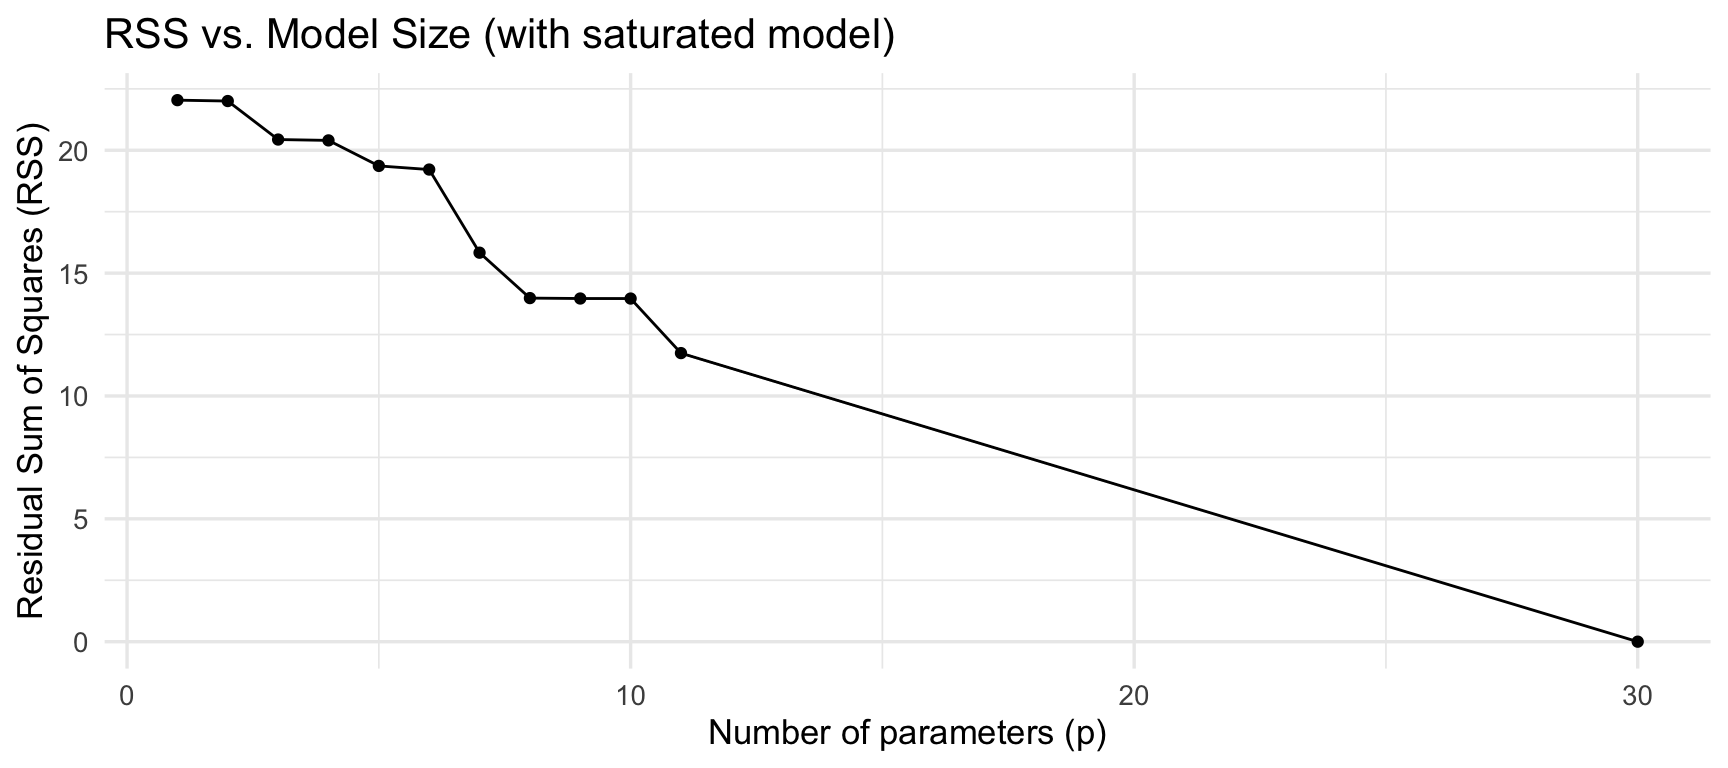 RSS vs. Model Size (with saturated model)
Residual Sum of Squares (RSS)
20
15
10
5
0
0 10 20 30
Number of parameters (p)